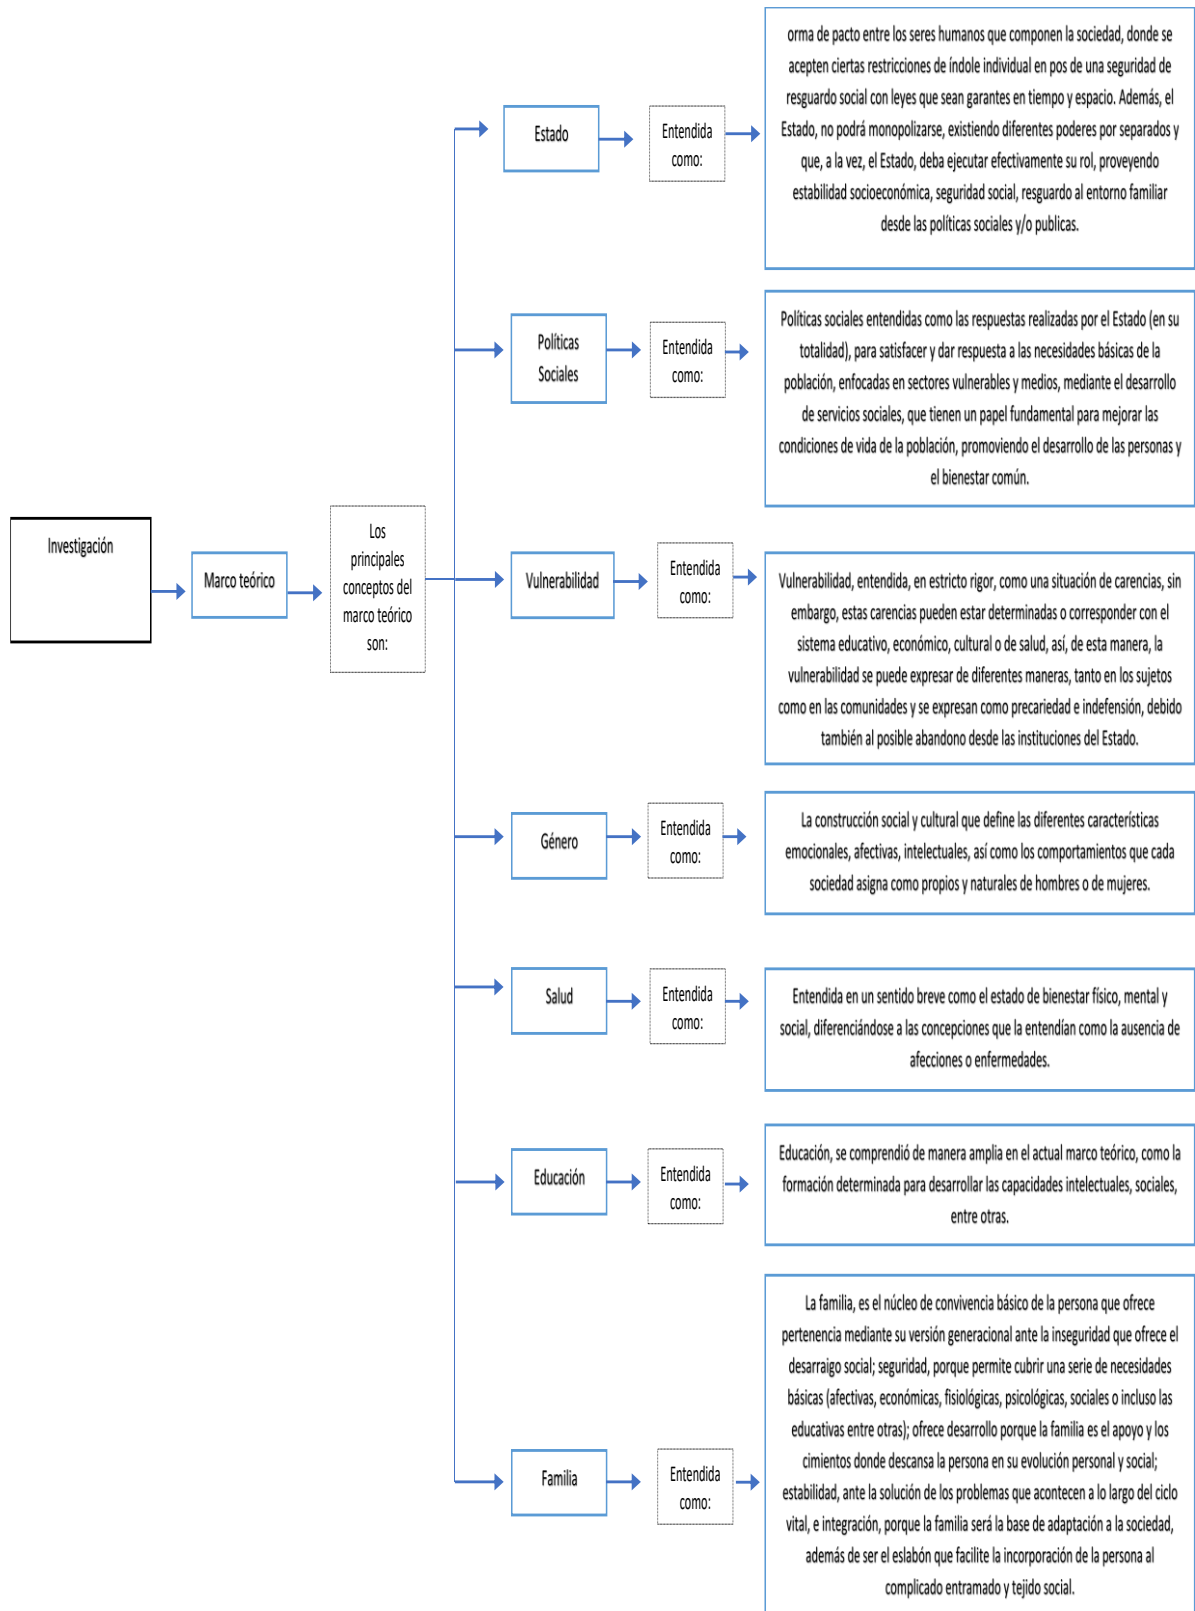 Investigación
Marco teórico
Los
principales
conceptos del
marco teórico
son:
Estado
Entendida
como:
orma de pacto entre los seres humanos que componen la sociedad, donde se
acepten ciertas restricciones de índole individual en pos de una seguridad de
resguardo social con leyes que sean garantes en tiempo y espacio. Además, el
Estado, no podrá monopolizarse, existiendo diferentes poderes por separados y
que, a la vez, el Estado, deba ejecutar efectivamente su rol, proveyendo
estabilidad socioeconómica, seguridad social, resguardo al entorno familiar
desde las políticas sociales y/o publicas.
Políticas
Sociales
Entendida
como:
Políticas sociales entendidas como las respuestas realizadas por el Estado (en su
totalidad), para satisfacer y dar respuesta a las necesidades básicas de la
población, enfocadas en sectores vulnerables y medios, mediante el desarrollo
de servicios sociales, que tienen un papel fundamental para mejorar las
condiciones de vida de la población, promoviendo el desarrollo de las personas y
el bienestar común.
Vulnerabilidad
Entendida
como:
Vulnerabilidad, entendida, en estricto rigor, como una situación de carencias, sin
embargo, estas carencias pueden estar determinadas o corresponder con el
sistema educativo, económico, cultural o de salud, así, de esta manera, la
vulnerabilidad se puede expresar de diferentes maneras, tanto en los sujetos
como en las comunidades y se expresan como precariedad e indefensión, debido
también al posible abandono desde las instituciones del Estado.
Género
Entendida
como:
La construcción social y cultural que define las diferentes características
emocionales, afectivas, intelectuales, así como los comportamientos que cada
sociedad asigna como propios y naturales de hombres o de mujeres.
Salud
Entendida
como:
Entendida en un sentido breve como el estado de bienestar físico, mental y
social, diferenciándose a las concepciones que la entendían como la ausencia de
afecciones o enfermedades.
Educación
Entendida
como:
Educación, se comprendió de manera amplia en el actual marco teórico, como la
formación determinada para desarrollar las capacidades intelectuales, sociales,
entre otras.
Familia
Entendida
como:
La familia, es el núcleo de convivencia básico de la persona que ofrece
pertenencia mediante su versión generacional ante la inseguridad que ofrece el
desarraigo social; seguridad, porque permite cubrir una serie de necesidades
básicas (afectivas, económicas, fisiológicas, psicológicas, sociales o incluso las
educativas entre otras); ofrece desarrollo porque la familia es el apoyo y los
cimientos donde descansa la persona en su evolución personal y social;
estabilidad, ante la solución de los problemas que acontecen a lo largo del ciclo
vital, e integración, porque la familia será la base de adaptación a la sociedad,
además de ser el eslabón que facilite la incorporación de la persona al
complicado entramado y tejido social.